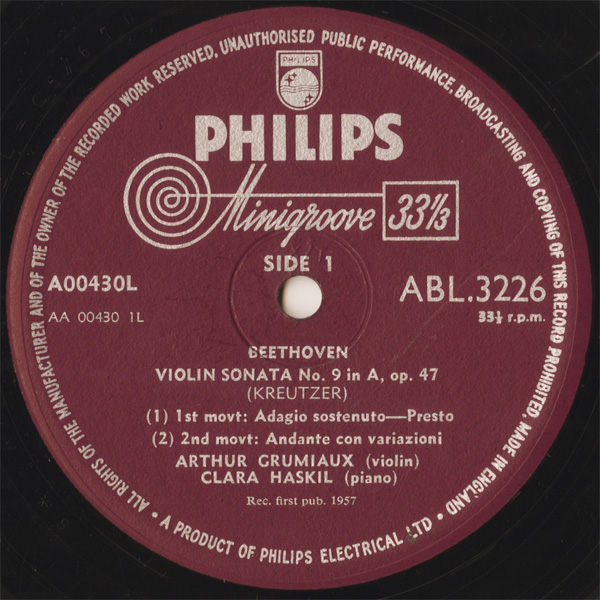 ALL RIGHTS OF THE MANUFACTURER AND OF THE OWNER OF THE RECORDED WORK RESERVED, UNAUTHORISED PUBLIC PERFORMANCE, BROADCASTING AND COPYING OF THIS RECORD PROHIBITED. MADE IN ENGLAND
• A PRODUCT OF PHILIPS ELECTRICAL LTD •
PHILIPS
PHILIPS
Minigroove 33⅓
SIDE 1
A00430L
ABL.3226
AA 00430 1L
33⅓ r.p.m.
BEETHOVEN
VIOLIN SONATA No. 9 in A, op. 47
(KREUTZER)
(1) 1st movt: Adagio sostenuto—Presto
(2) 2nd movt: Andante con variazioni
ARTHUR GRUMIAUX (violin)
CLARA HASKIL (piano)
Rec. first pub. 1957